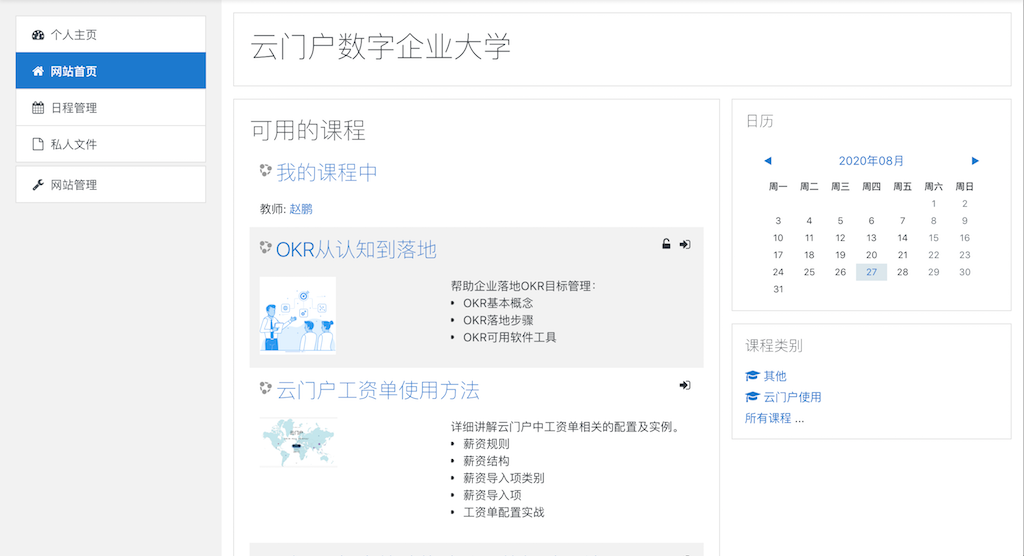 个人主页
网站首页
日程管理
私人文件
网站管理
云门户数字企业大学
可用的课程
我的课程中
教师: 赵鹏
OKR从认知到落地
帮助企业落地OKR目标管理：
OKR基本概念
OKR落地步骤
OKR可用软件工具
云门户工资单使用方法
详细讲解云门户中工资单相关的配置及实例。
薪资规则
薪资结构
薪资导入项类别
薪资导入项
工资单配置实战
日历
2020年08月
周一 周二 周三 周四 周五 周六 周日
1 2
3 4 5 6 7 8 9
10 11 12 13 14 15 16
17 18 19 20 21 22 23
24 25 26 27 28 29 30
31
课程类别
其他
云门户使用
所有课程 ...